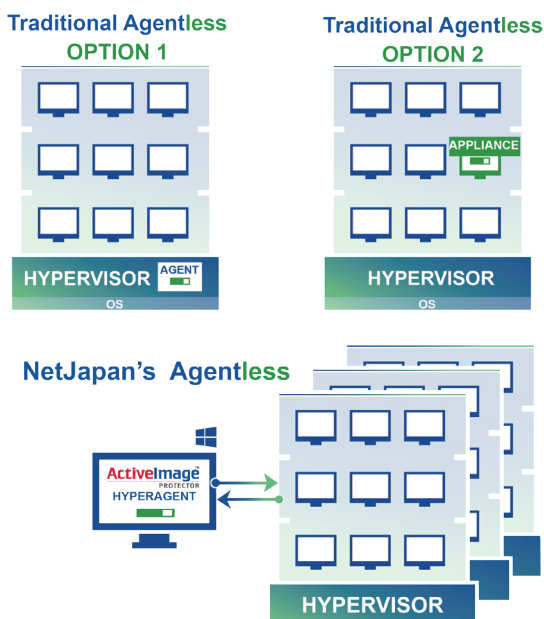 Traditional Agentless
OPTION 1
HYPERVISOR
AGENT
OS
Traditional Agentless
OPTION 2
APPLIANCE
HYPERVISOR
OS
NetJapan's Agentless
ActiveImage™
PROTECTOR
HYPERAGENT
HYPERVISOR